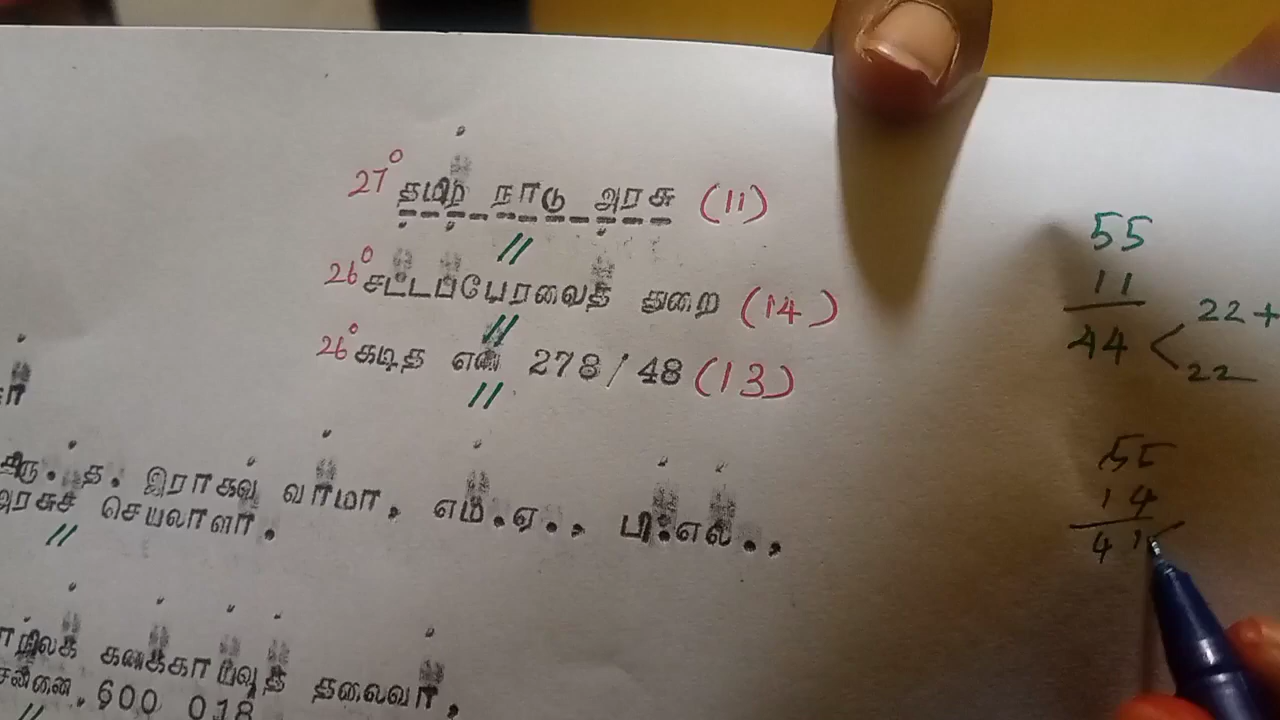 27° தமிழ் நாடு அரசு (11)
//
26° சட்டப்பேரவைத் துறை (14)
//
26° கடித எண் 278/48 (13)
//
த. இராகவ வர்மா. எம்.ஏ.. பி.எல்..
அரசுச் செயலாளர்.
//
கணக்காய்வுத் தலைவர்.
சென்னை.600 018
//
55
11
44 < 22 +
22
55
14
41